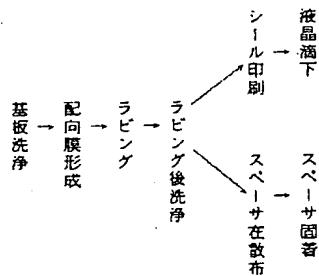 基板洗浄
配向膜形成
ラビング
ラビング後洗浄
シール印刷
液晶滴下
スペーサ在散布
スペーサ固着